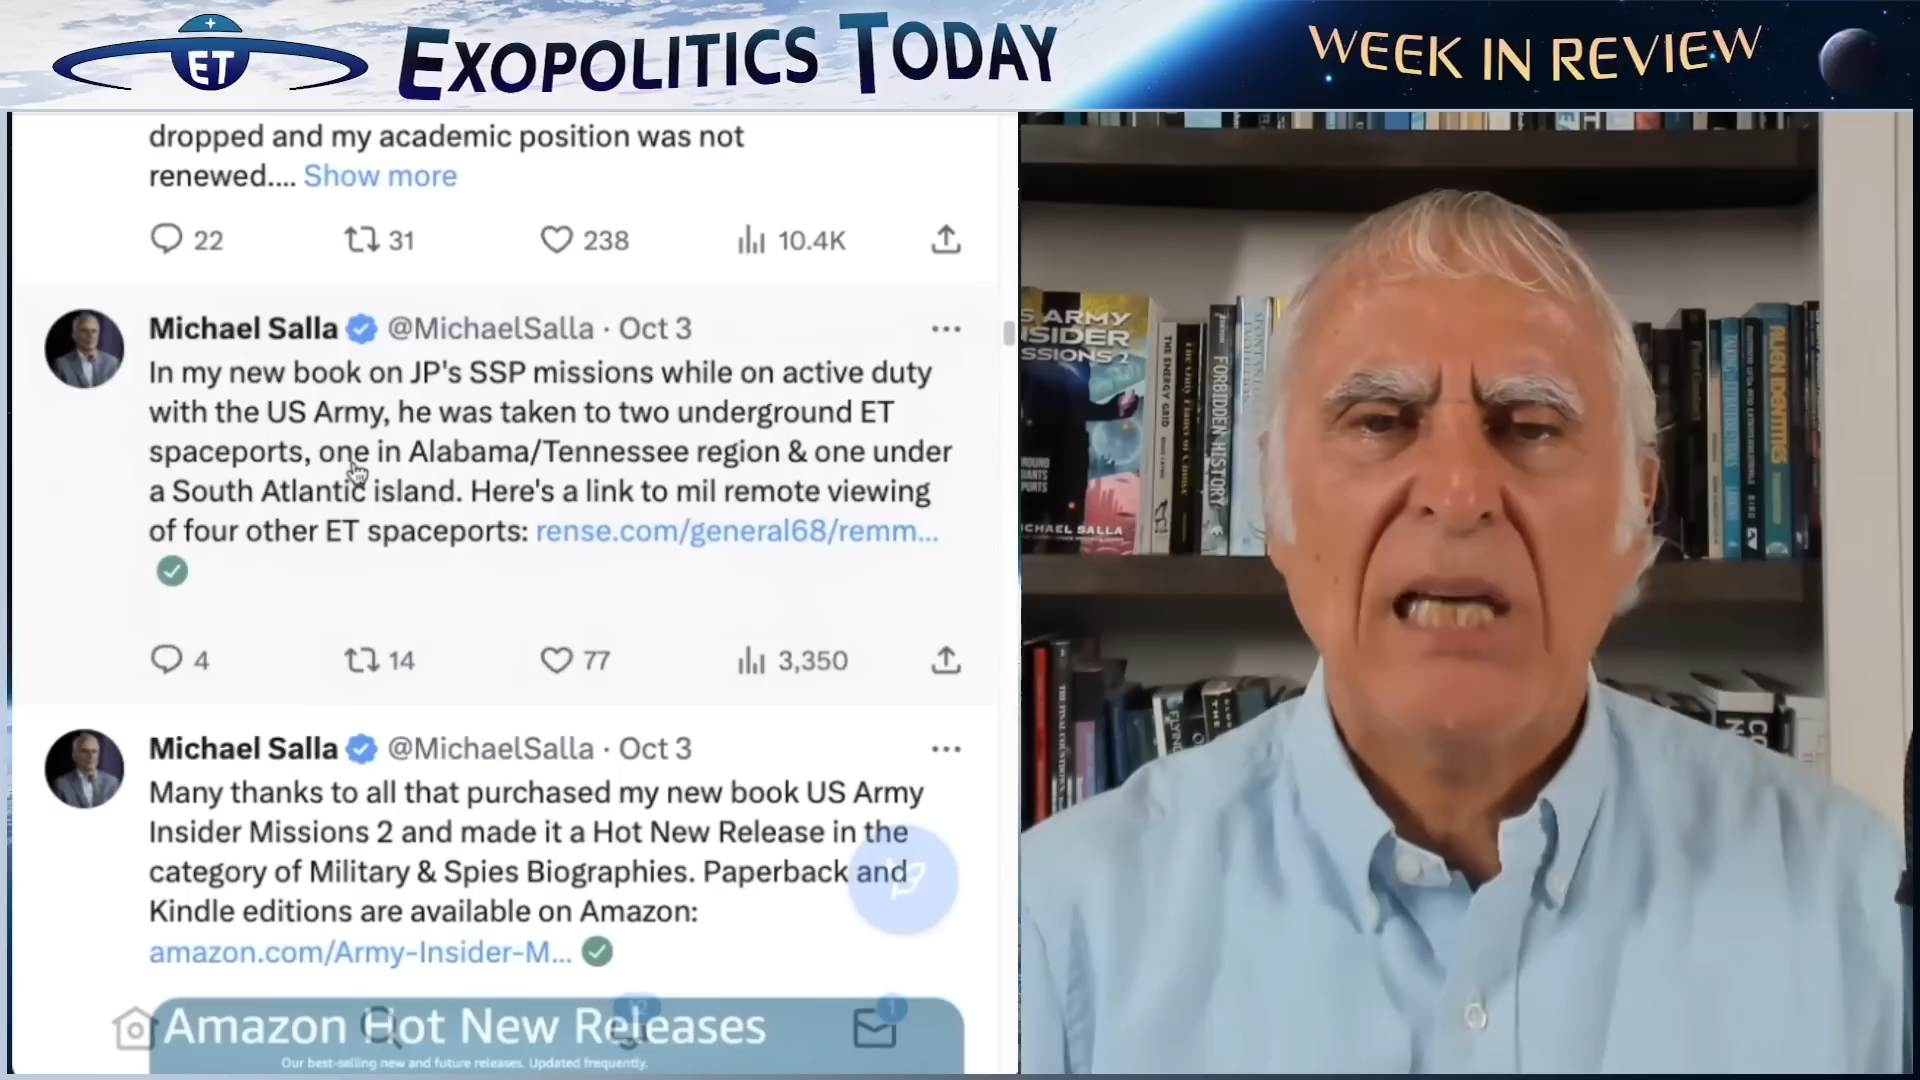 ET
EXOPOLITICS TODAY
WEEK IN REVIEW
dropped and my academic position was not
renewed.... Show more
22
31
238
10.4K
Michael Salla @MichaelSalla · Oct 3
In my new book on JP's SSP missions while on active duty
with the US Army, he was taken to two underground ET
spaceports, one in Alabama/Tennessee region & one under
a South Atlantic island. Here's a link to mil remote viewing
of four other ET spaceports: rense.com/general68/remm...
4
14
77
3,350
Michael Salla @MichaelSalla · Oct 3
Many thanks to all that purchased my new book US Army
Insider Missions 2 and made it a Hot New Release in the
category of Military & Spies Biographies. Paperback and
Kindle editions are available on Amazon:
amazon.com/Army-Insider-M...
1
Amazon Hot New Releases
Our best-selling new and future releases. Updated frequently.
S ARMY
NSIDER
SSIONS 2
ICHAEL SALLA
THE ENERGY GRID
FORBIDDEN HISTORY
ALIEN IDENTITIES